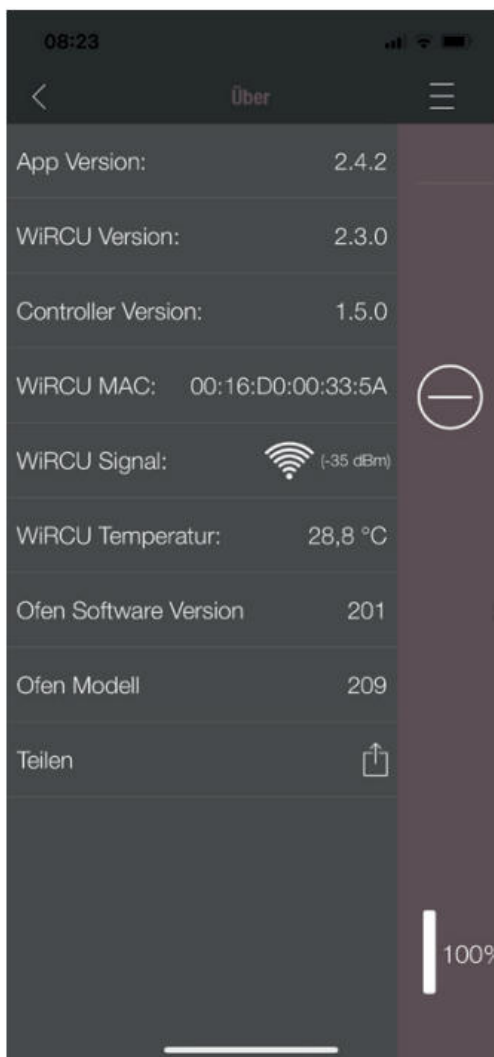 08:23
Über
App Version: 2.4.2
WiRCU Version: 2.3.0
Controller Version: 1.5.0
WiRCU MAC: 00:16:D0:00:33:5A
WiRCU Signal: (-35 dBm)
WiRCU Temperatur: 28,8 °C
Ofen Software Version 201
Ofen Modell 209
Teilen
100%